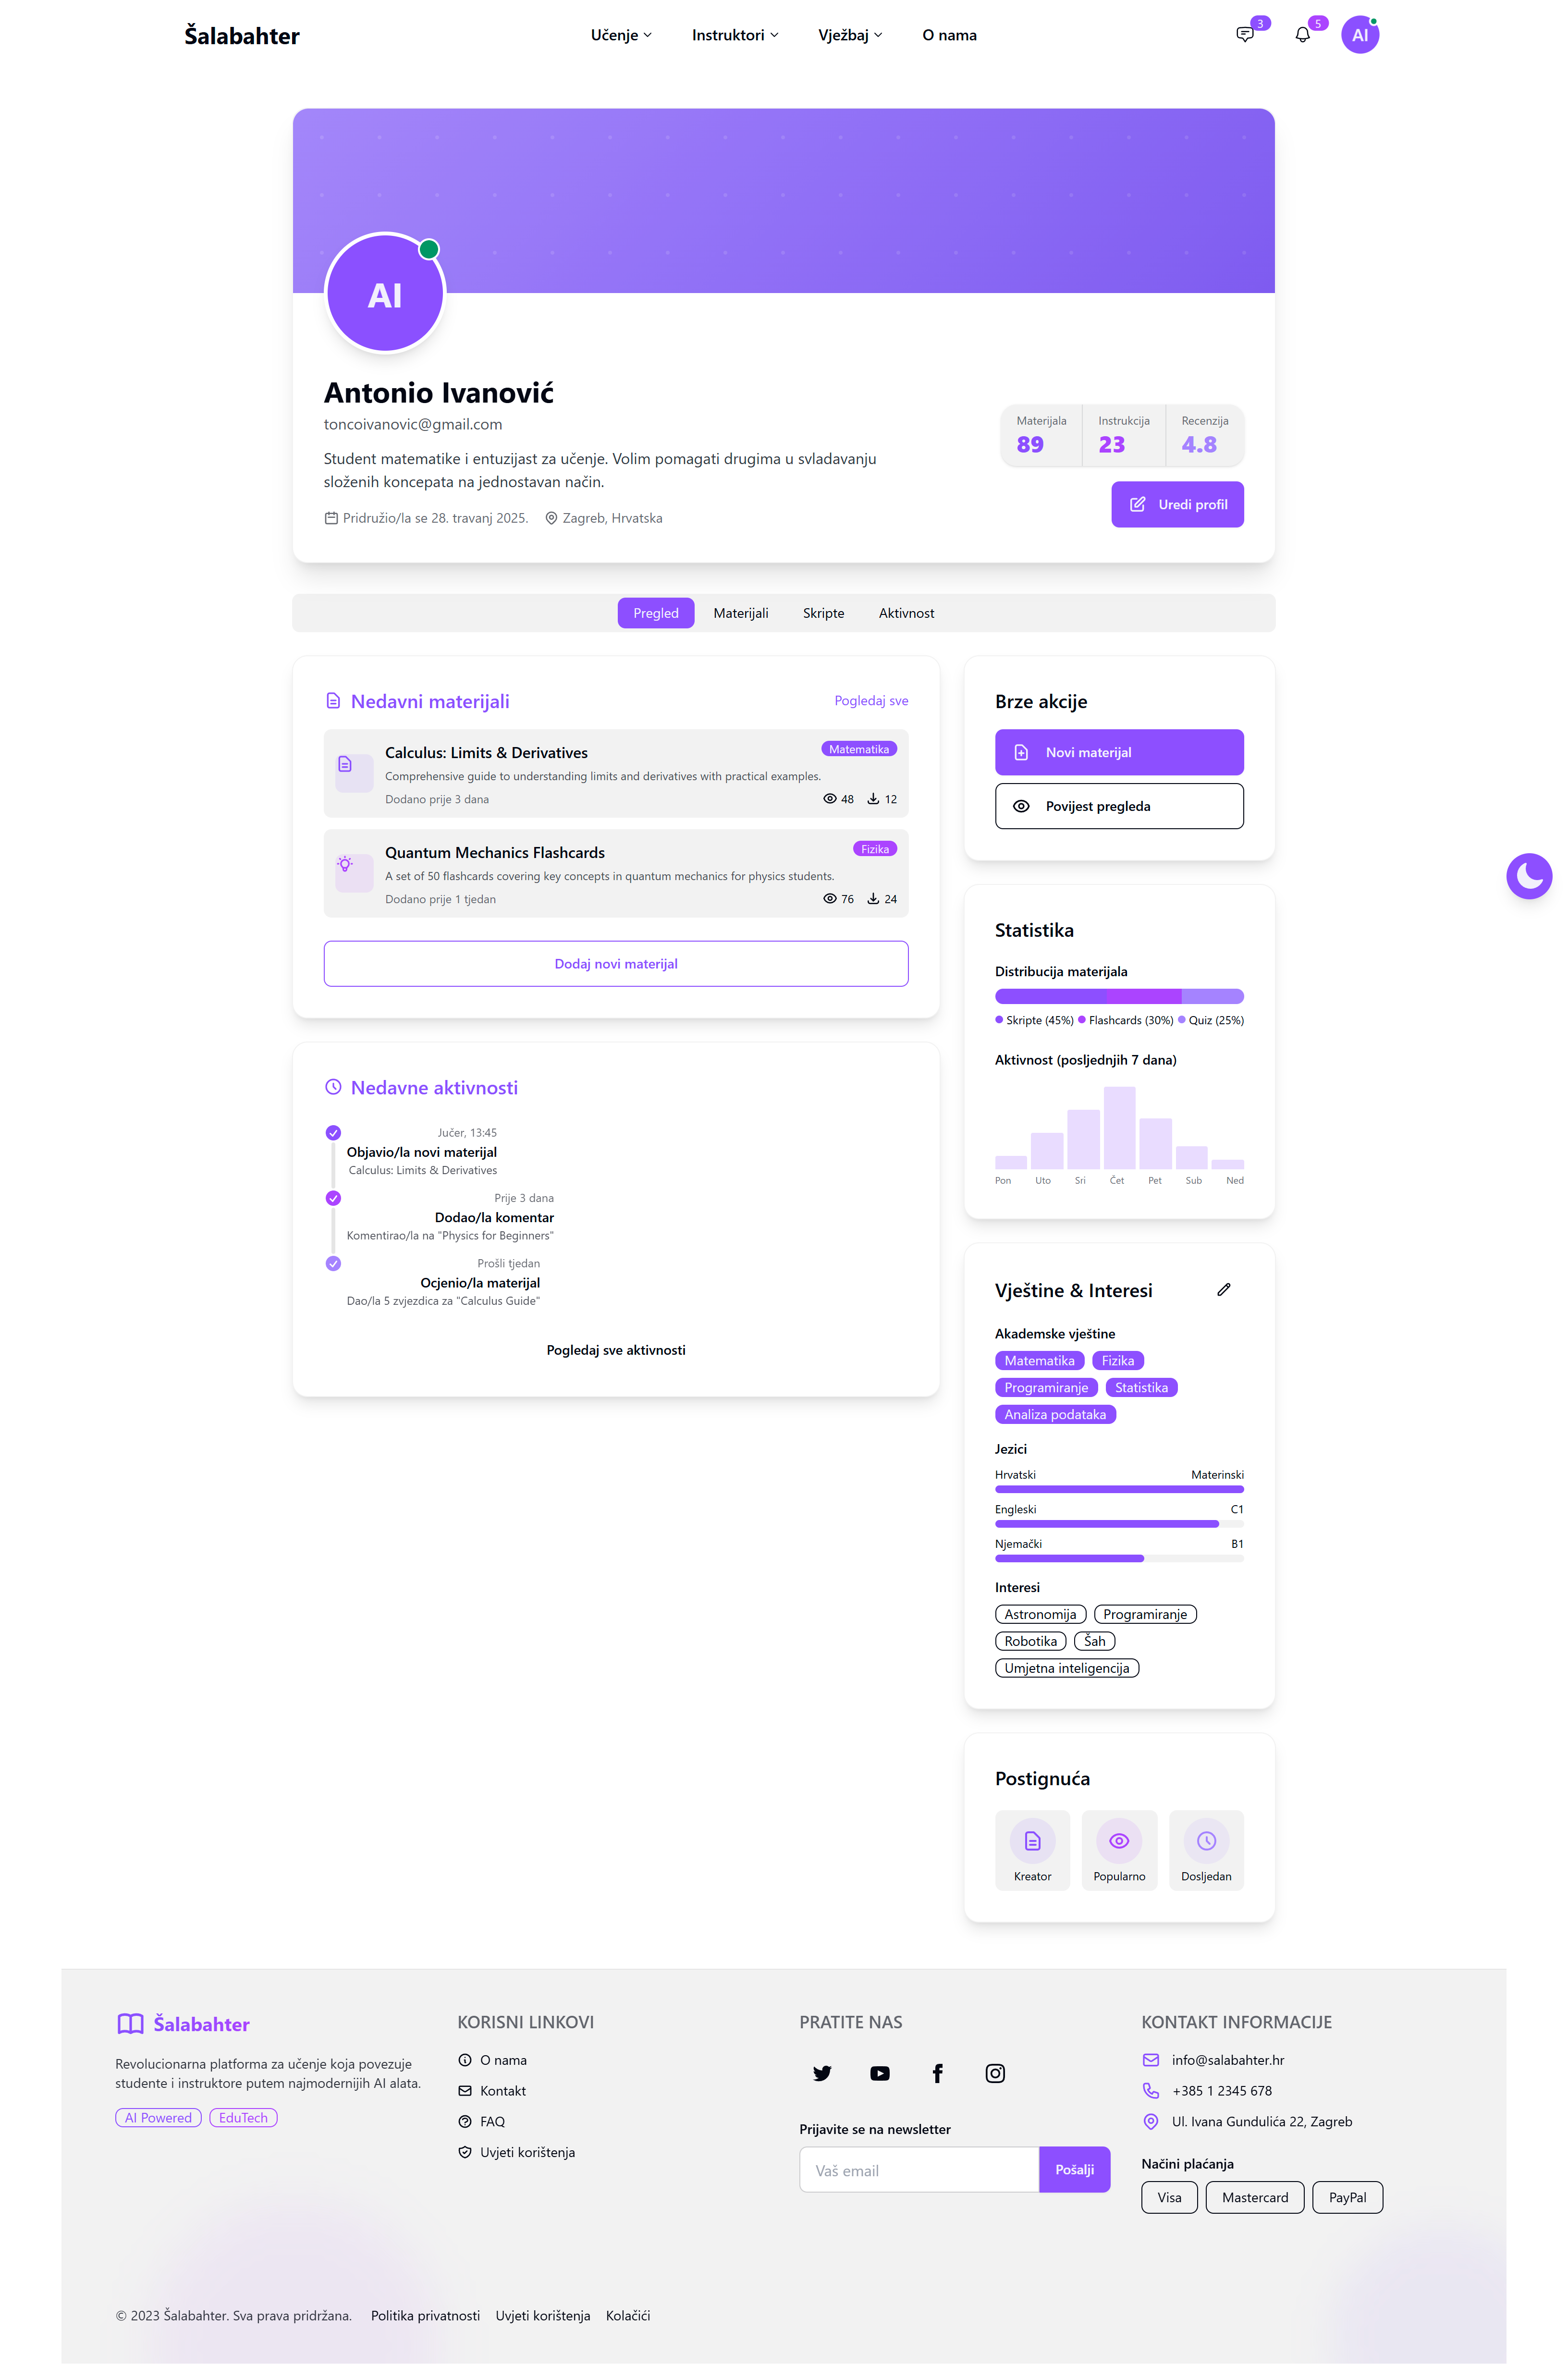 Šalabahter
Učenje
Instruktori
Vježbaj
O nama
3
5
AI
AI
Antonio Ivanović
toncoivanovic@gmail.com
Student matematike i entuzijast za učenje. Volim pomagati drugima u svladavanju
složenih koncepata na jednostavan način.
Pridružio/la se 28. travanj 2025.
Zagreb, Hrvatska
Materijala
89
Instrukcija
23
Recenzija
4.8
Uredi profil
Pregled
Materijali
Skripte
Aktivnost
Nedavni materijali
Pogledaj sve
Calculus: Limits & Derivatives
Matematika
Comprehensive guide to understanding limits and derivatives with practical examples.
Dodano prije 3 dana
48
12
Quantum Mechanics Flashcards
Fizika
A set of 50 flashcards covering key concepts in quantum mechanics for physics students.
Dodano prije 1 tjedan
76
24
Dodaj novi materijal
Nedavne aktivnosti
Jučer, 13:45
Objavio/la novi materijal
Calculus: Limits & Derivatives
Prije 3 dana
Dodao/la komentar
Komentirao/la na "Physics for Beginners"
Prošli tjedan
Ocjenio/la materijal
Dao/la 5 zvjezdica za "Calculus Guide"
Pogledaj sve aktivnosti
Brze akcije
Novi materijal
Povijest pregleda
Statistika
Distribucija materijala
Skripte (45%)
Flashcards (30%)
Quiz (25%)
Aktivnost (posljednjih 7 dana)
Pon
Uto
Sri
Čet
Pet
Sub
Ned
Vještine & Interesi
Akademske vještine
Matematika
Fizika
Programiranje
Statistika
Analiza podataka
Jezici
Hrvatski
Materinski
Engleski
C1
Njemački
B1
Interesi
Astronomija
Programiranje
Robotika
Šah
Umjetna inteligencija
Postignuća
Kreator
Popularno
Dosljedan
Šalabahter
Revolucionarna platforma za učenje koja povezuje
studente i instruktore putem najmodernijih AI alata.
AI Powered
EduTech
KORISNI LINKOVI
O nama
Kontakt
FAQ
Uvjeti korištenja
PRATITE NAS
Prijavite se na newsletter
Vaš email
Pošalji
KONTAKT INFORMACIJE
info@salabahter.hr
+385 1 2345 678
Ul. Ivana Gundulića 22, Zagreb
Načini plaćanja
Visa
Mastercard
PayPal
© 2023 Šalabahter. Sva prava pridržana.
Politika privatnosti
Uvjeti korištenja
Kolačići